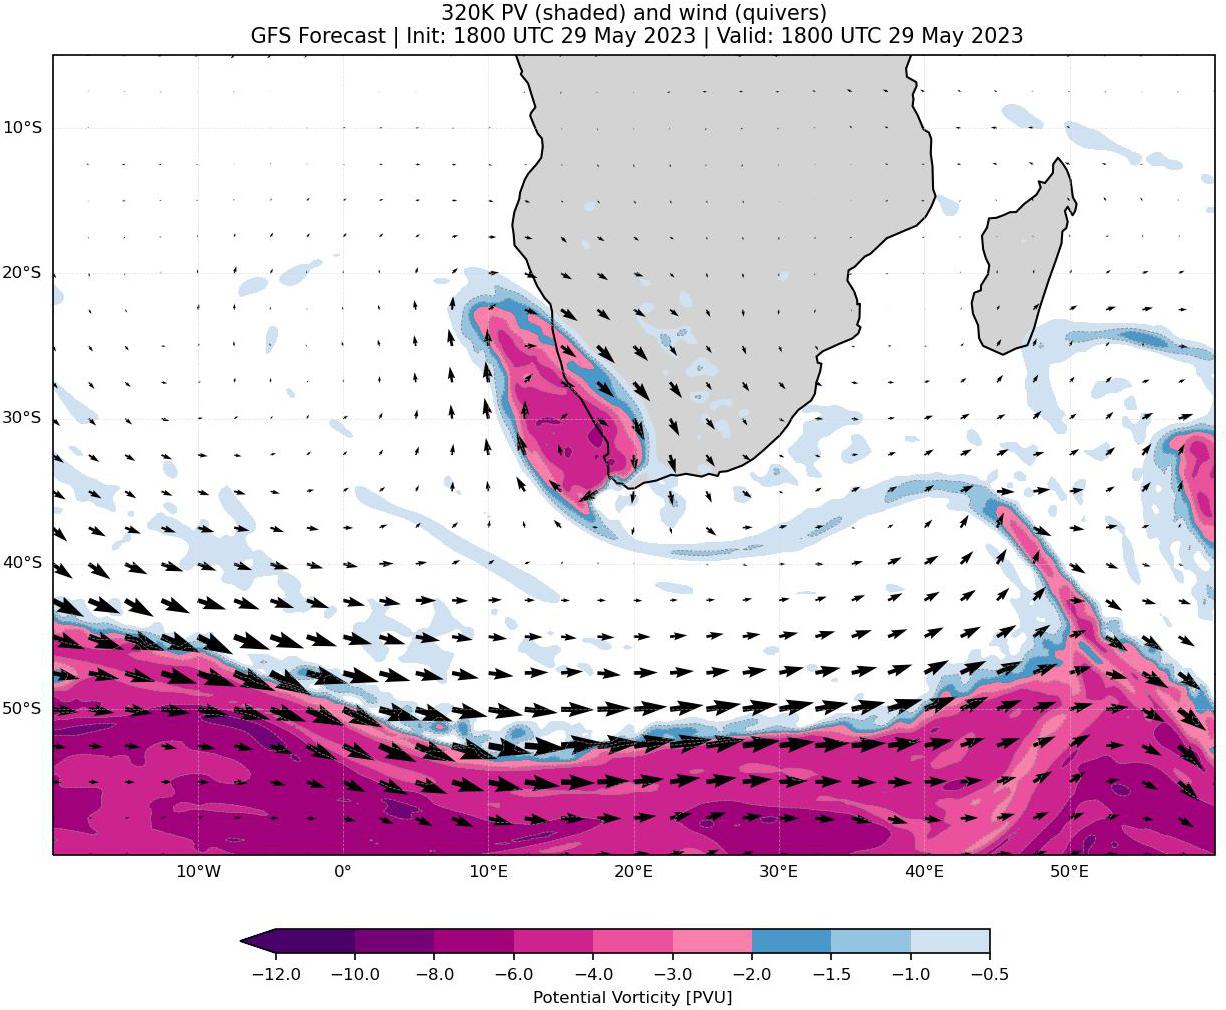 320K PV (shaded) and wind (quivers)
GFS Forecast | Init: 1800 UTC 29 May 2023 | Valid: 1800 UTC 29 May 2023
10°S
20°S
30°S
40°S
50°S
10°W 0° 10°E 20°E 30°E 40°E 50°E
−12.0 −10.0 −8.0 −6.0 −4.0 −3.0 −2.0 −1.5 −1.0 −0.5
Potential Vorticity [PVU]